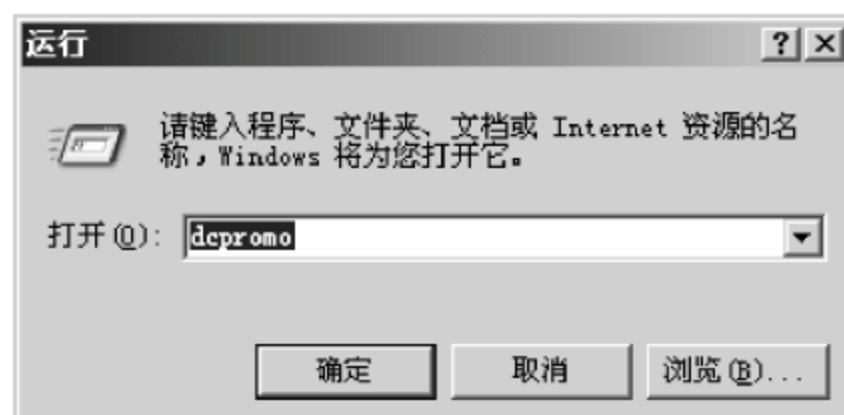 运行
请键入程序、文件夹、文档或 Internet 资源的名
称，Windows 将为您打开它。
打开(O): dcpromo
确定 取消 浏览(B)...